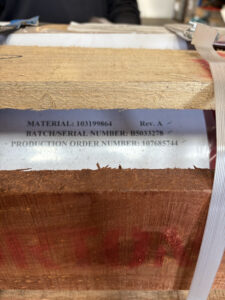 MATERIAL: 103199864 Rev. A
BATCH/SERIAL NUMBER: B5033278
PRODUCTION ORDER NUMBER: 107685744